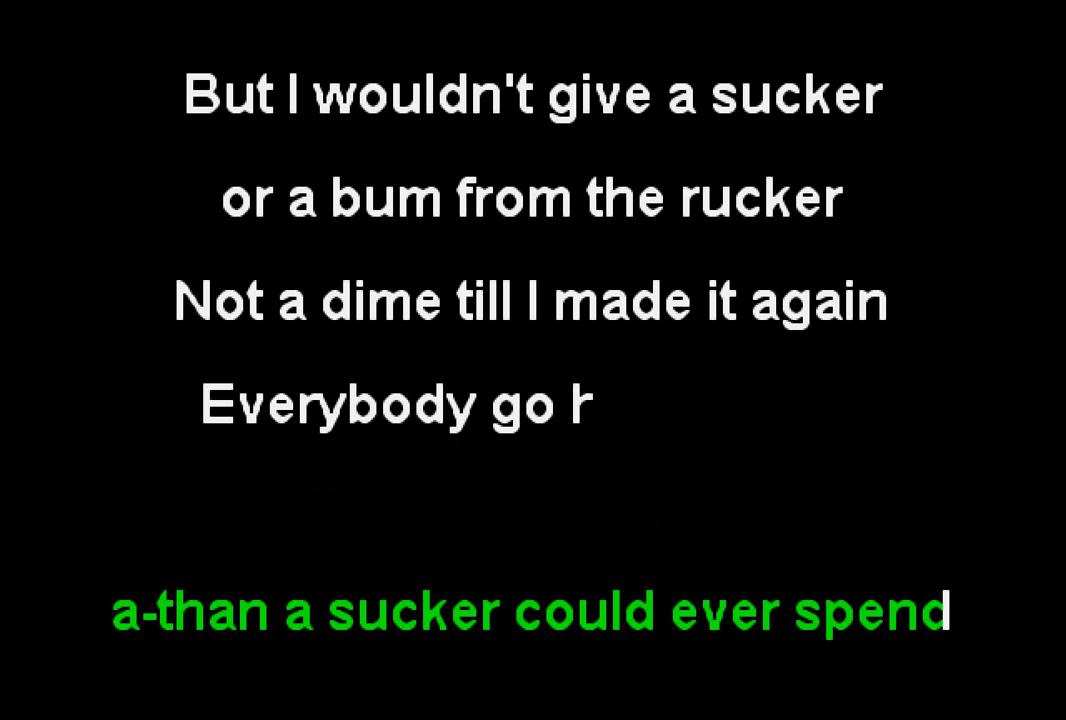 But I wouldn't give a sucker
or a bum from the rucker
Not a dime till I made it again
Everybody go
a-than a sucker could ever spend